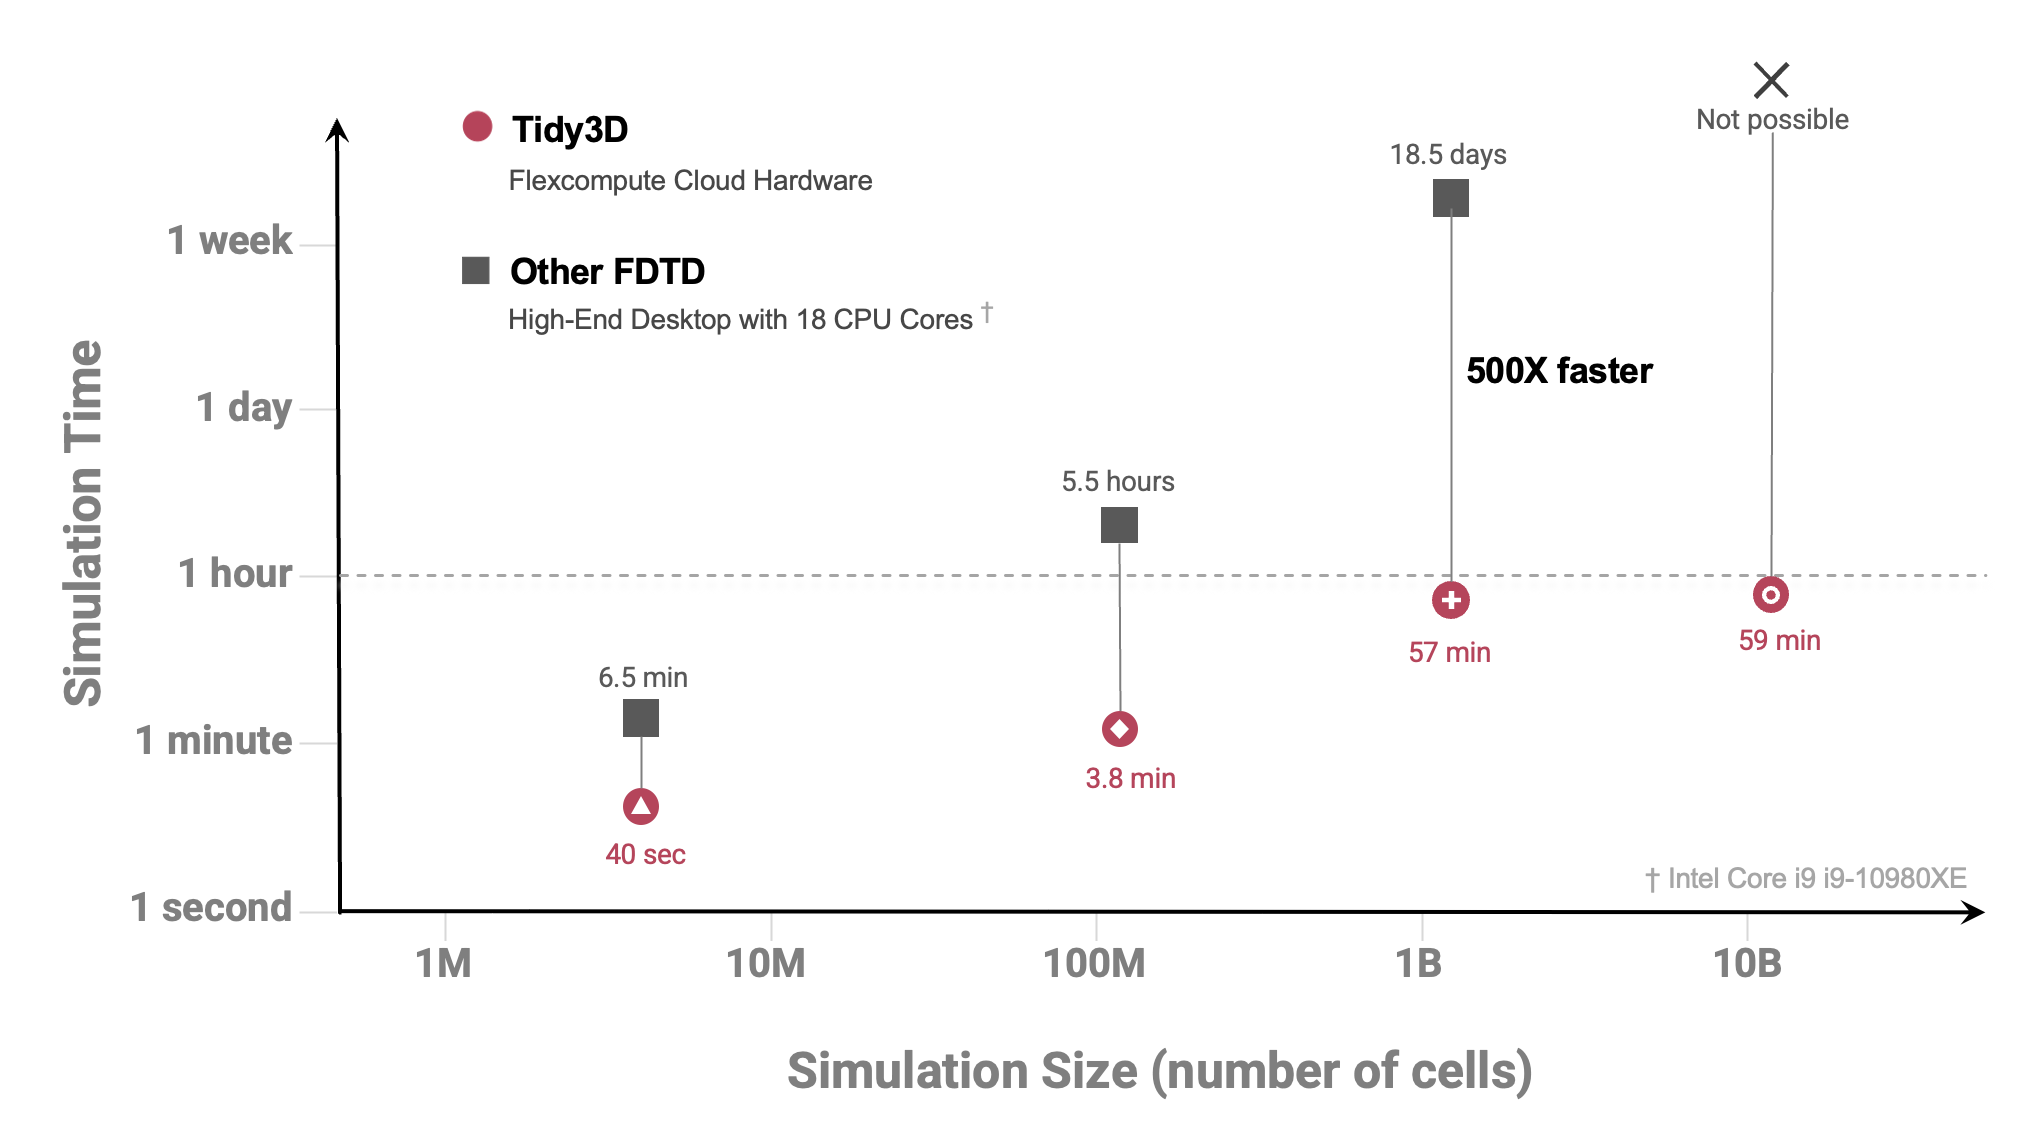 Not possible
Tidy3D
18.5 days
Flexcompute Cloud Hardware
1 week
Other FDTD
High-End Desktop with 18 CPU Cores †
500X faster
1 day
5.5 hours
Simulation Time
1 hour
57 min
59 min
6.5 min
1 minute
3.8 min
40 sec
† Intel Core i9 i9-10980XE
1 second
1M 10M 100M 1B 10B
Simulation Size (number of cells)